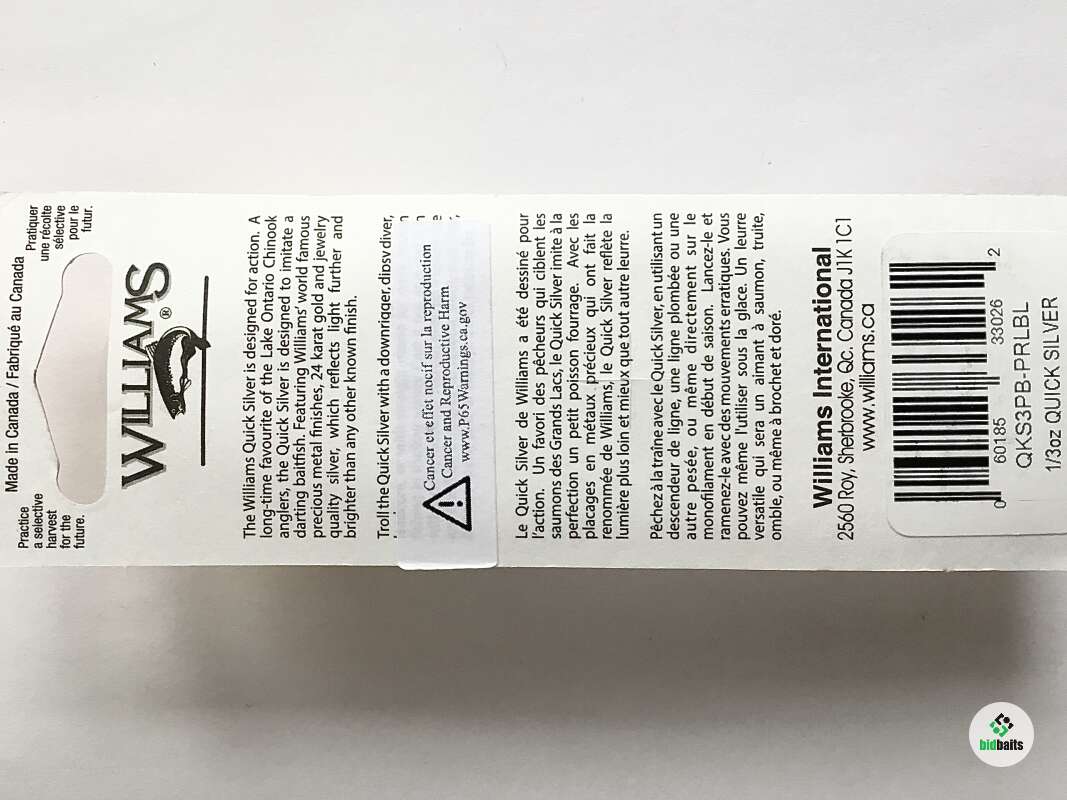 Made in Canada / Fabriqué au Canada
Practice
a selective
harvest
for the
future.
Pratiquer
une récolte
sélective
pour le
futur.
WILLIAMS
®
The Williams Quick Silver is designed for action. A
long-time favourite of the Lake Ontario Chinook
anglers, the Quick Silver is designed to imitate a
darting baitfish. Featuring Williams' world famous
precious metal finishes, 24 karat gold and jewelry
quality silver, which reflects light further and
brighter than any other known finish.
Troll the Quick Silver with a downrigger, dipsy diver,
Cancer et effet nocif sur la reproduction
Cancer and Reproductive Harm
www.P65Warnings.ca.gov
Le Quick Silver de Williams a été dessiné pour
l'action. Un favori des pêcheurs qui ciblent les
saumons des Grands Lacs, le Quick Silver imite à la
perfection un petit poisson fourrage. Avec les
placages en métaux précieux qui ont fait la
renommée de Williams, le Quick Silver reflète la
lumière plus loin et mieux que tout autre leurre.
Pêchez à la traine avec le Quick Silver, en utilisant un
descendeur de ligne, une ligne plombée ou une
autre pesée, ou même directement sur le
monofilament en début de saison. Lancez-le et
ramenez-le avec des mouvements erratiques. Vous
pouvez même l'utiliser sous la glace. Un leurre
versatile qui sera un aimant à saumon, truite,
omble, ou même à brochet et doré.
Williams International
2560 Roy, Sherbrooke, Qc. Canada J1K 1C1
www.williams.ca
0 60185 33026 2
QKS3PB-PRLBL
1/3oz QUICK SILVER
bidbaits